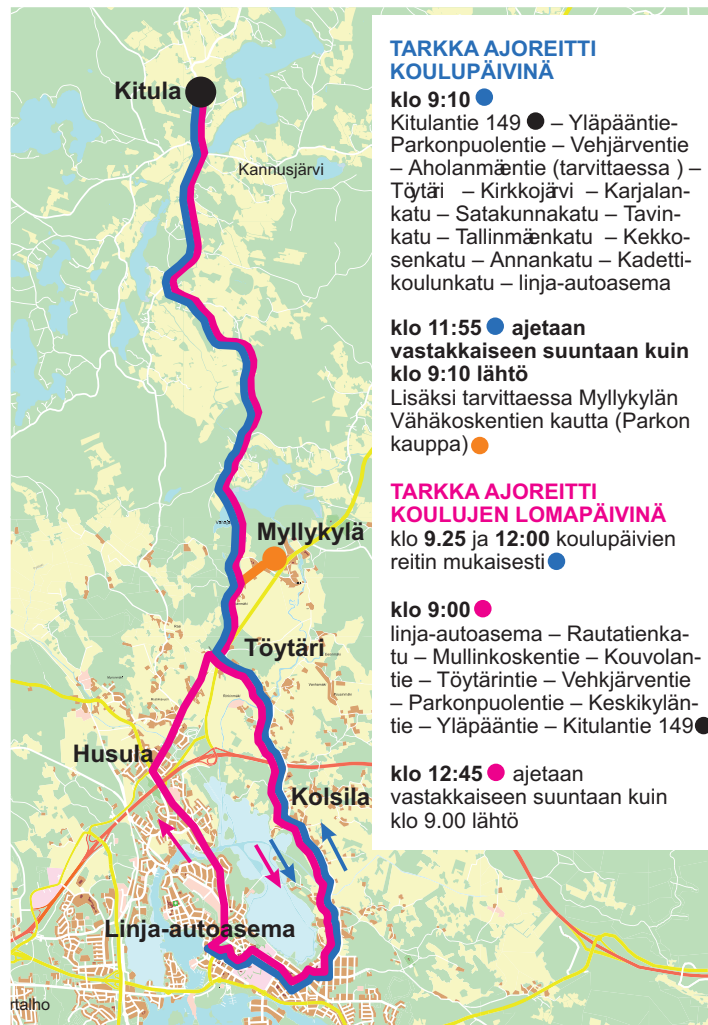 Kitula
Kannusjärvi
Myllykylä
Töytäri
Husula
Kolsila
Linja-autoasema
rtalho
TARKKA AJOREITTI
KOULUPÄIVINÄ
klo 9:10
Kitulantie 149 – Yläpääntie-
Parkonpuolentie – Vehjärventie
– Aholanmäentie (tarvittaessa ) –
Töytäri – Kirkkojärvi – Karjalan-
katu – Satakunnakatu – Tavin-
katu – Tallinmäenkatu – Kekko-
senkatu – Annankatu – Kadetti-
koulunkatu – linja-autoasema
klo 11:55 ajetaan
vastakkaiseen suuntaan kuin
klo 9:10 lähtö
Lisäksi tarvittaessa Myllykylän
Vähäkoskentien kautta (Parkon
kauppa)
TARKKA AJOREITTI
KOULUJEN LOMAPÄIVINÄ
klo 9.25 ja 12:00 koulupäivien
reitin mukaisesti
klo 9:00
linja-autoasema – Rautatienka-
tu – Mullinkoskentie – Kouvolan-
tie – Töytärintie – Vehkjärventie
– Parkonpuolentie – Keskikylän-
tie – Yläpääntie – Kitulantie 149
klo 12:45 ajetaan
vastakkaiseen suuntaan kuin
klo 9.00 lähtö